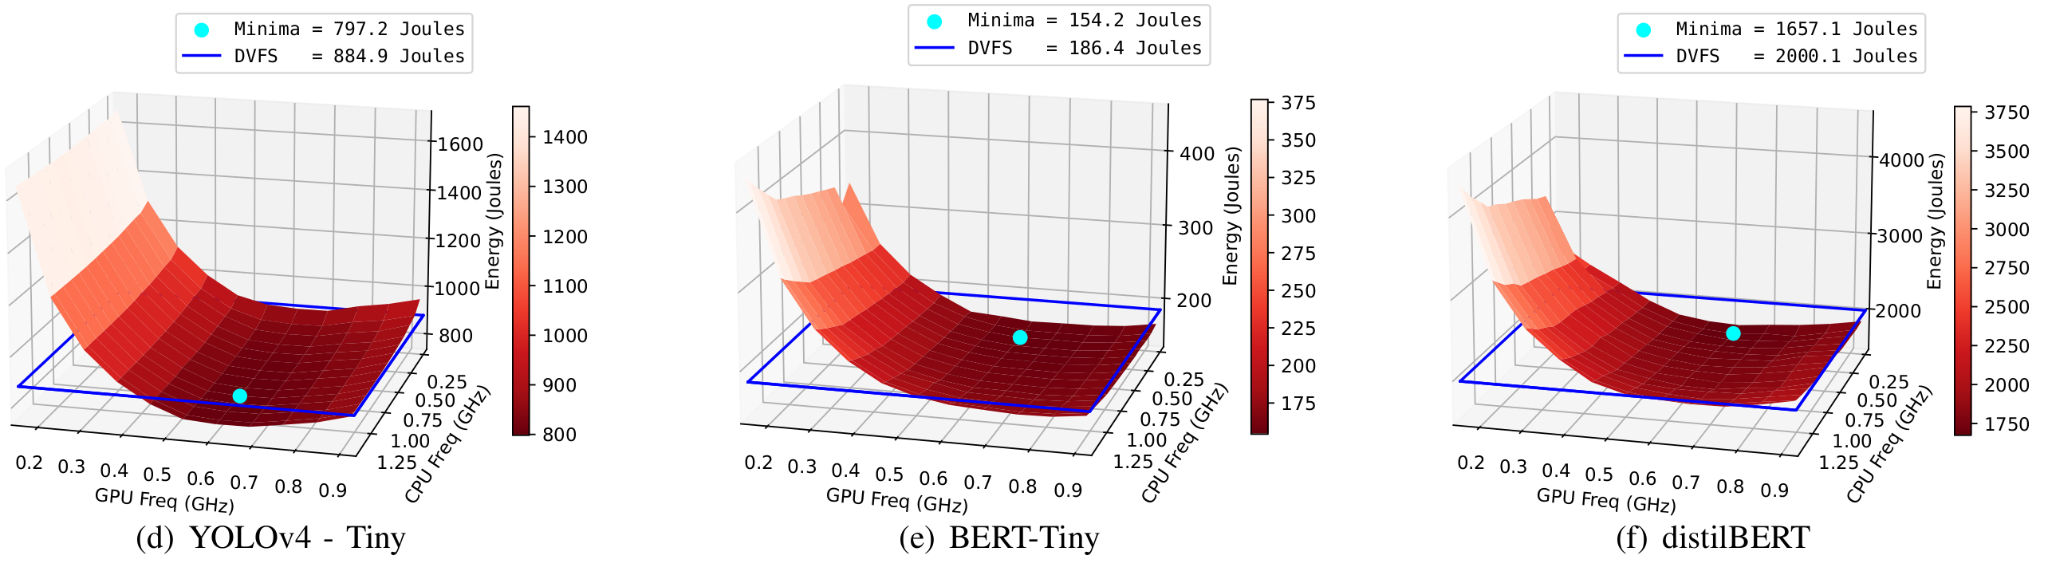 Minima = 797.2 Joules
DVFS = 884.9 Joules
1600
1400
1200
1000
800
Energy (Joules)
0.25
0.50
0.75
1.00
1.25
CPU Freq (GHz)
0.2 0.3 0.4 0.5 0.6 0.7 0.8 0.9
GPU Freq (GHz)
1400
1300
1200
1100
1000
900
800
(d) YOLOv4 - Tiny
Minima = 154.2 Joules
DVFS = 186.4 Joules
400
300
200
Energy (Joules)
0.25
0.50
0.75
1.00
1.25
CPU Freq (GHz)
0.2 0.3 0.4 0.5 0.6 0.7 0.8 0.9
GPU Freq (GHz)
375
350
325
300
275
250
225
200
175
(e) BERT-Tiny
Minima = 1657.1 Joules
DVFS = 2000.1 Joules
4000
3000
2000
Energy (Joules)
0.25
0.50
0.75
1.00
1.25
CPU Freq (GHz)
0.2 0.3 0.4 0.5 0.6 0.7 0.8 0.9
GPU Freq (GHz)
3750
3500
3250
3000
2750
2500
2250
2000
1750
(f) distilBERT